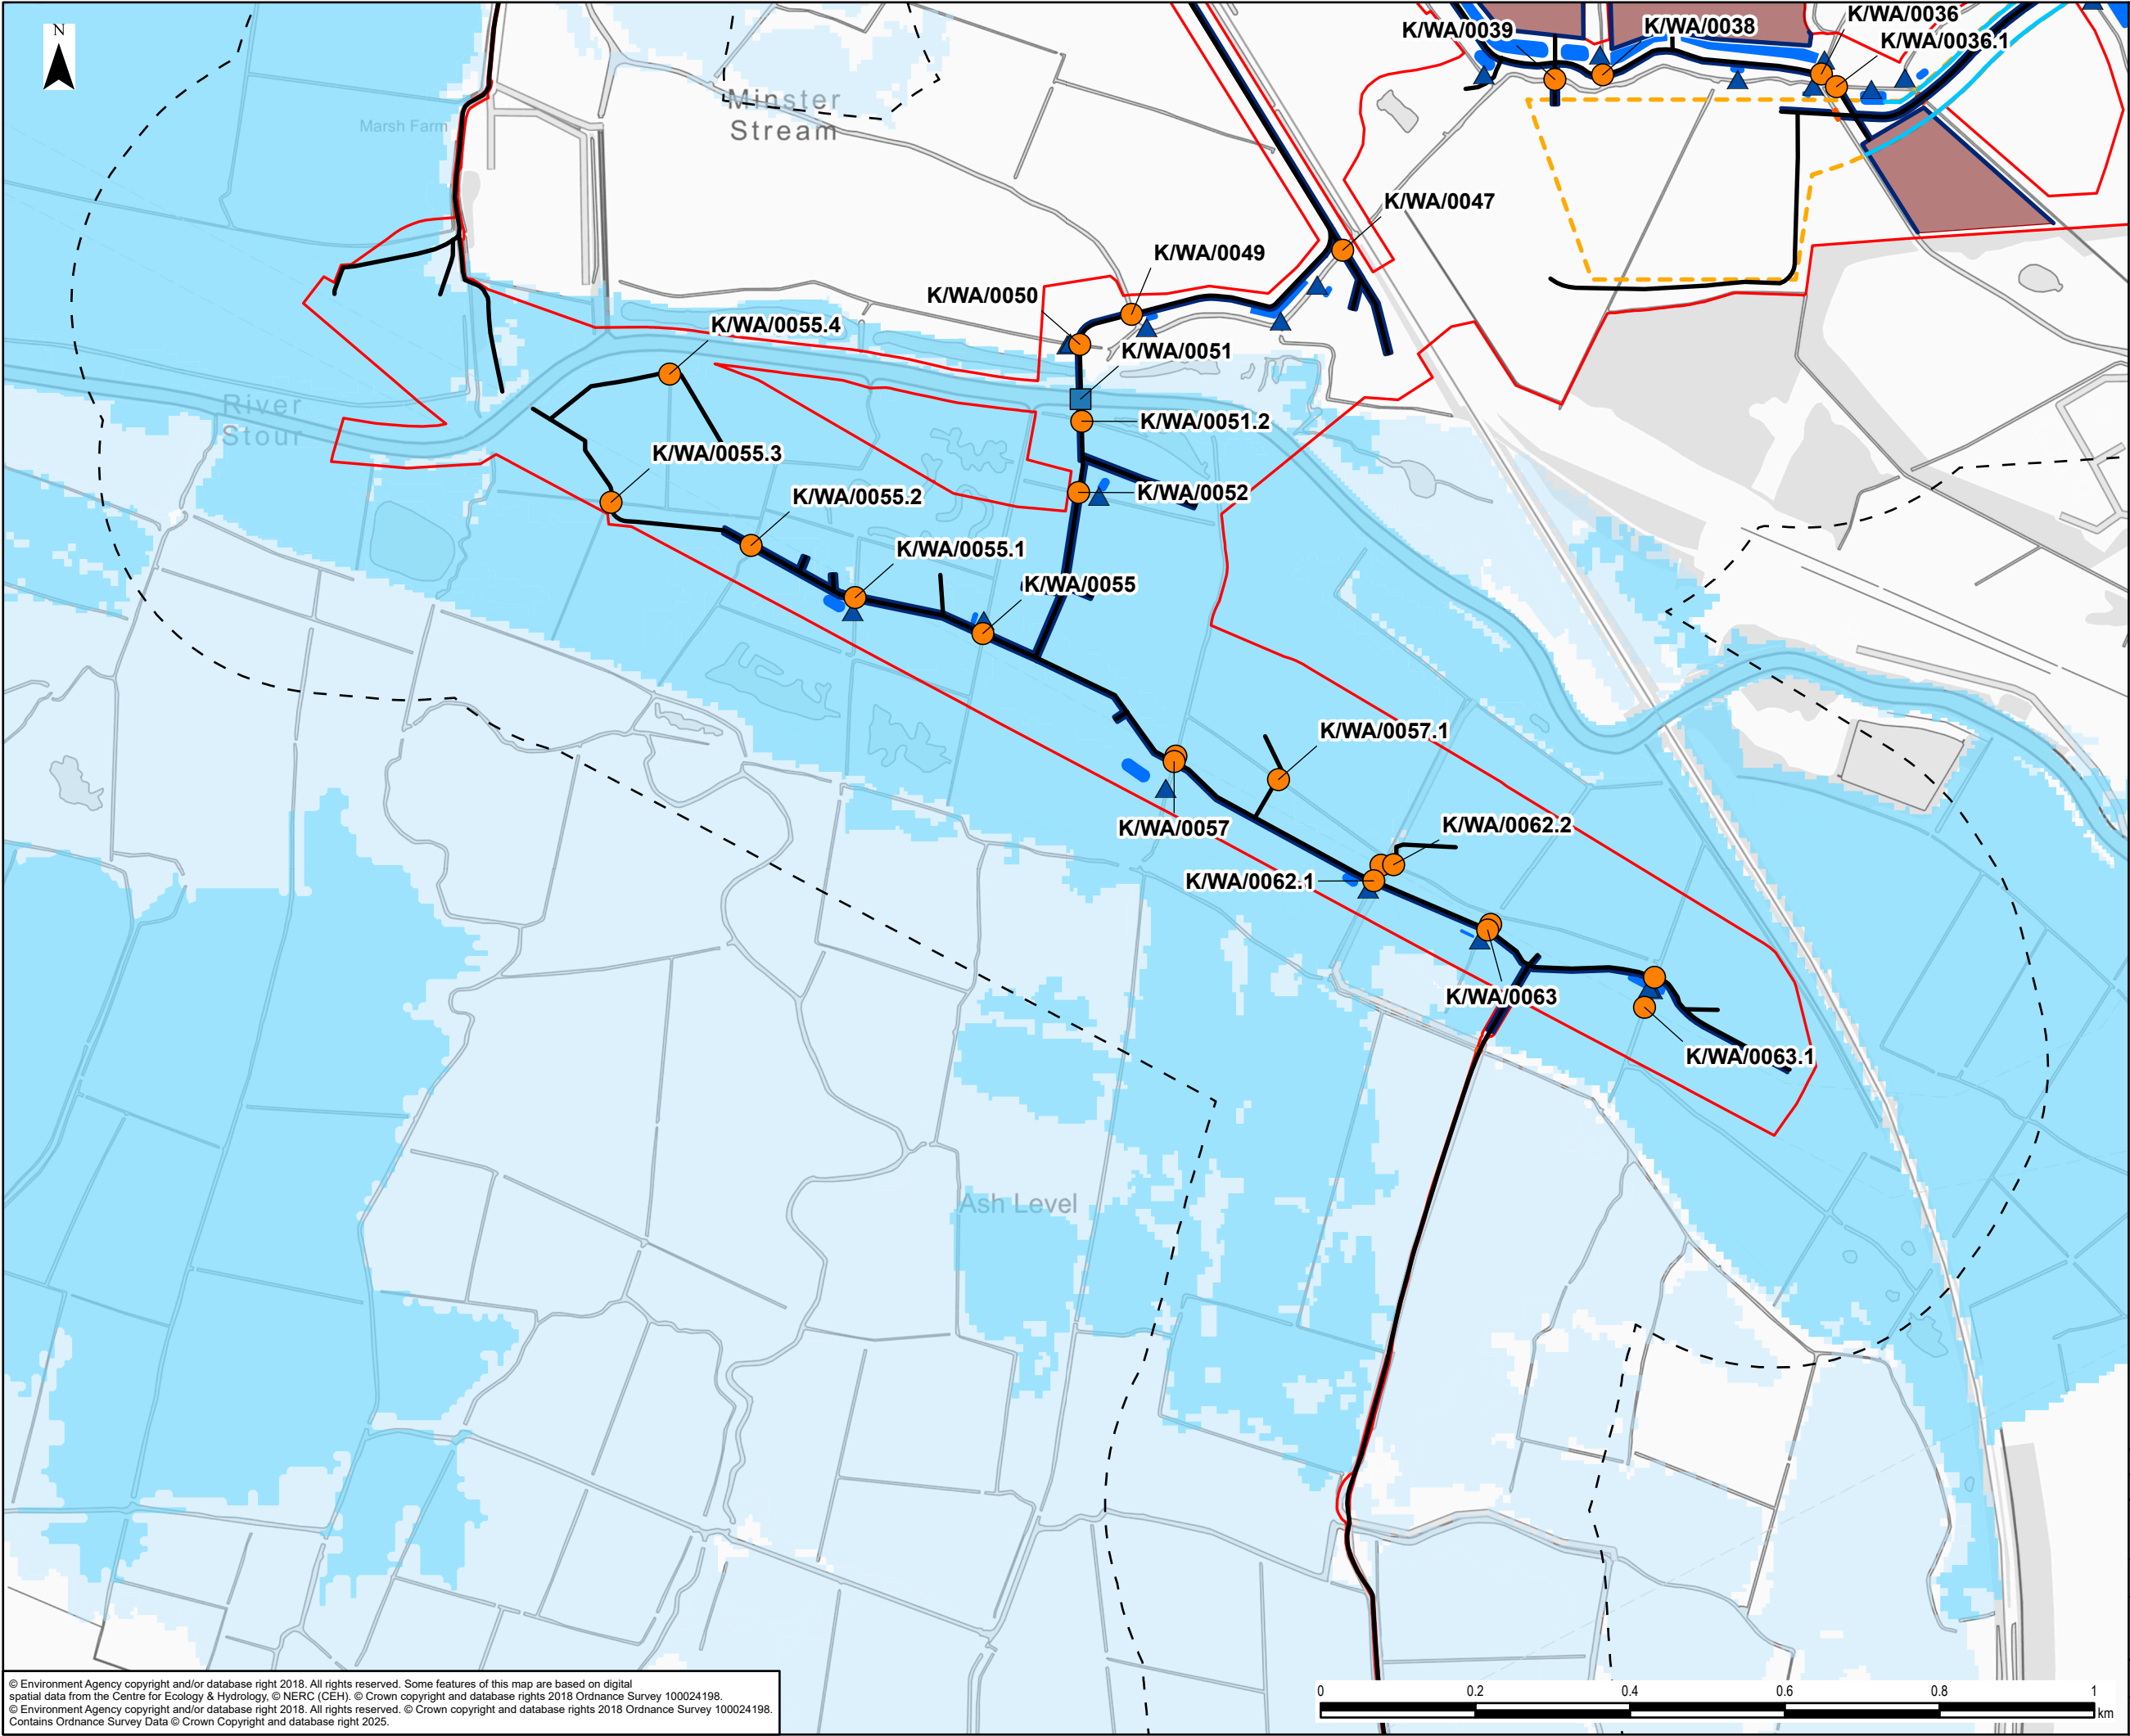 N
K/WA/0036
K/WA/0039
K/WA/0038
K/WA/0036.1
Minster
Stream
Marsh Farm
K/WA/0047
K/WA/0049
K/WA/0050
K/WA/0055.4
K/WA/0051
River
Stour
K/WA/0051.2
K/WA/0055.3
K/WA/0055.2
K/WA/0052
K/WA/0055.1
K/WA/0055
K/WA/0057.1
K/WA/0057
K/WA/0062.2
K/WA/0062.1
K/WA/0063
K/WA/0063.1
Ash Level
© Environment Agency copyright and/or database right 2018. All rights reserved. Some features of this map are based on digital
spatial data from the Centre for Ecology & Hydrology, © NERC (CEH). © Crown copyright and database rights 2018 Ordnance Survey 100024198.
© Environment Agency copyright and/or database right 2018. All rights reserved. © Crown copyright and database rights 2018 Ordnance Survey 100024198.
Contains Ordnance Survey Data © Crown Copyright and database right 2025.
0 0.2 0.4 0.6 0.8 1
km